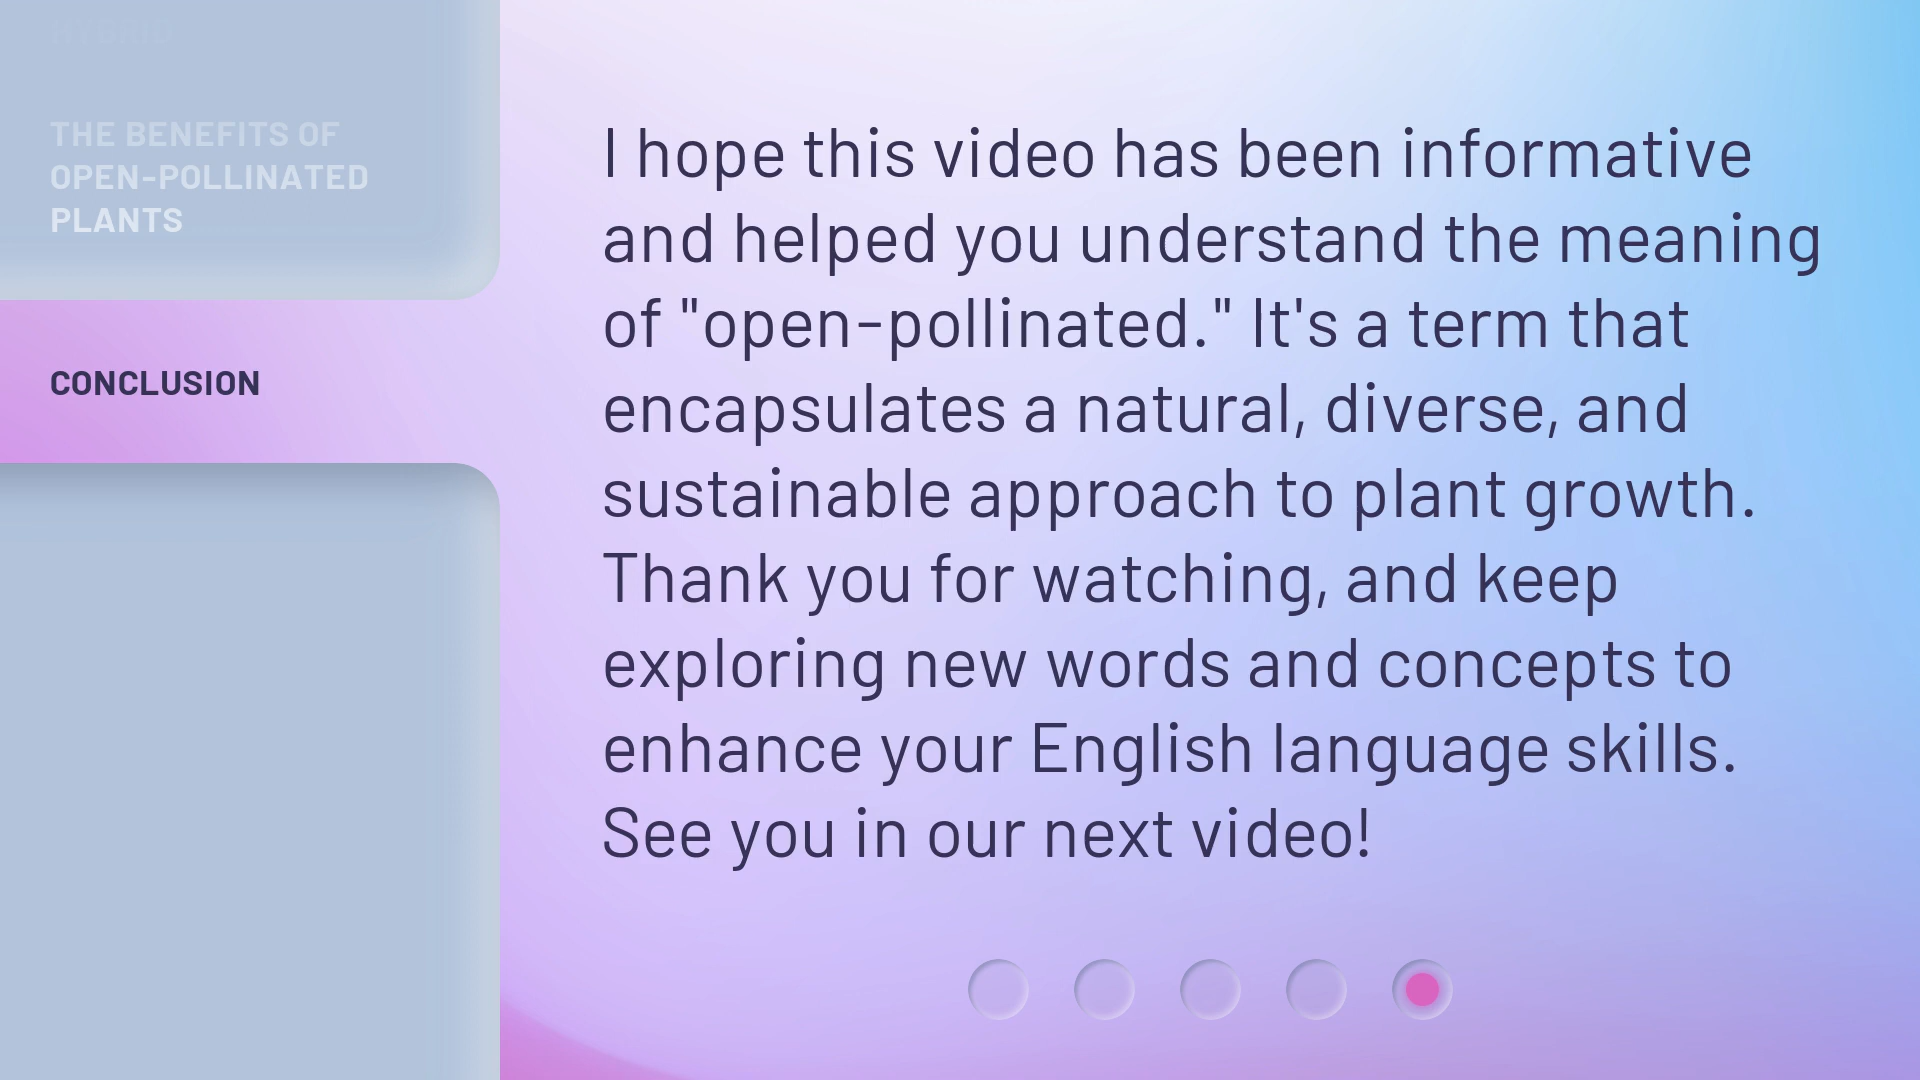 HYBRID
THE BENEFITS OF
OPEN-POLLINATED
PLANTS
CONCLUSION
I hope this video has been informative
and helped you understand the meaning
of "open-pollinated." It's a term that
encapsulates a natural, diverse, and
sustainable approach to plant growth.
Thank you for watching, and keep
exploring new words and concepts to
enhance your English language skills.
See you in our next video!